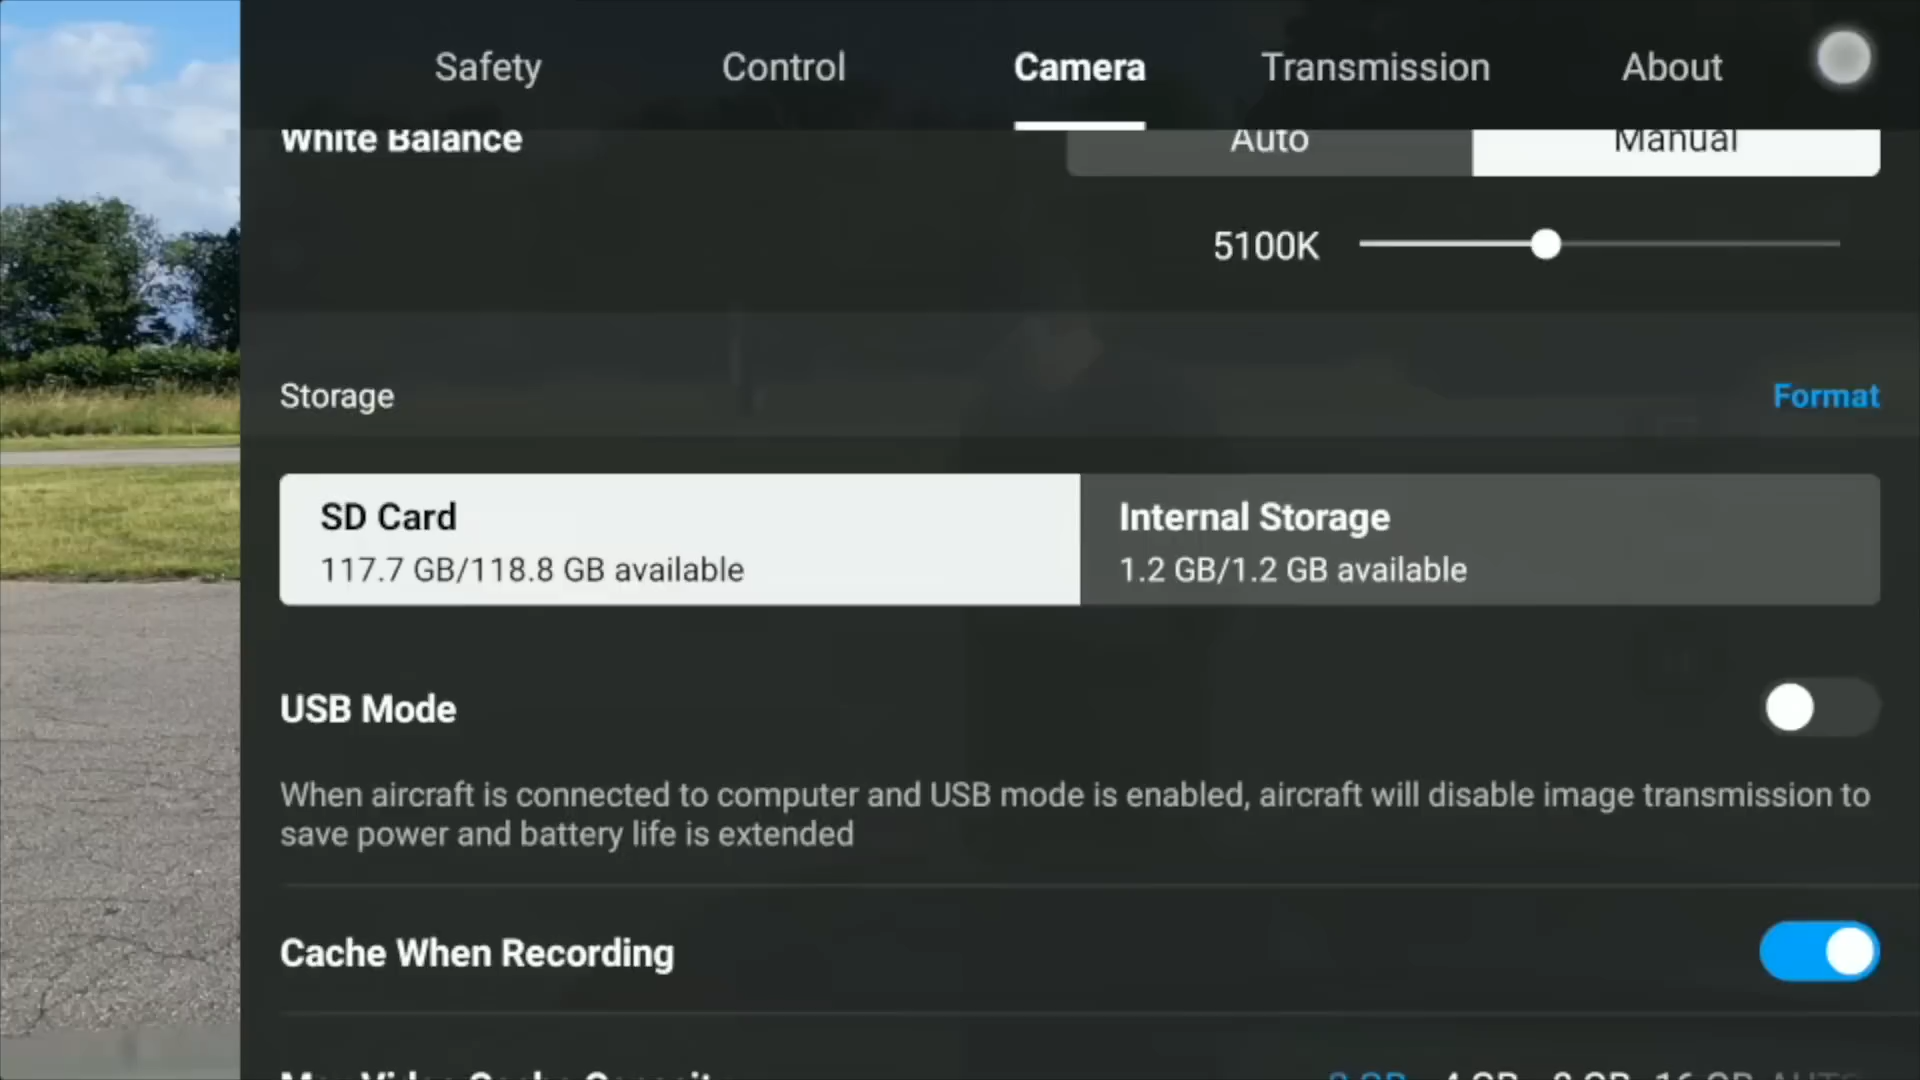 Safety Control Camera Transmission About
White Balance Auto Manual
5100K
Storage Format
SD Card Internal Storage
117.7 GB/118.8 GB available 1.2 GB/1.2 GB available
USB Mode
When aircraft is connected to computer and USB mode is enabled, aircraft will disable image transmission to
save power and battery life is extended
Cache When Recording